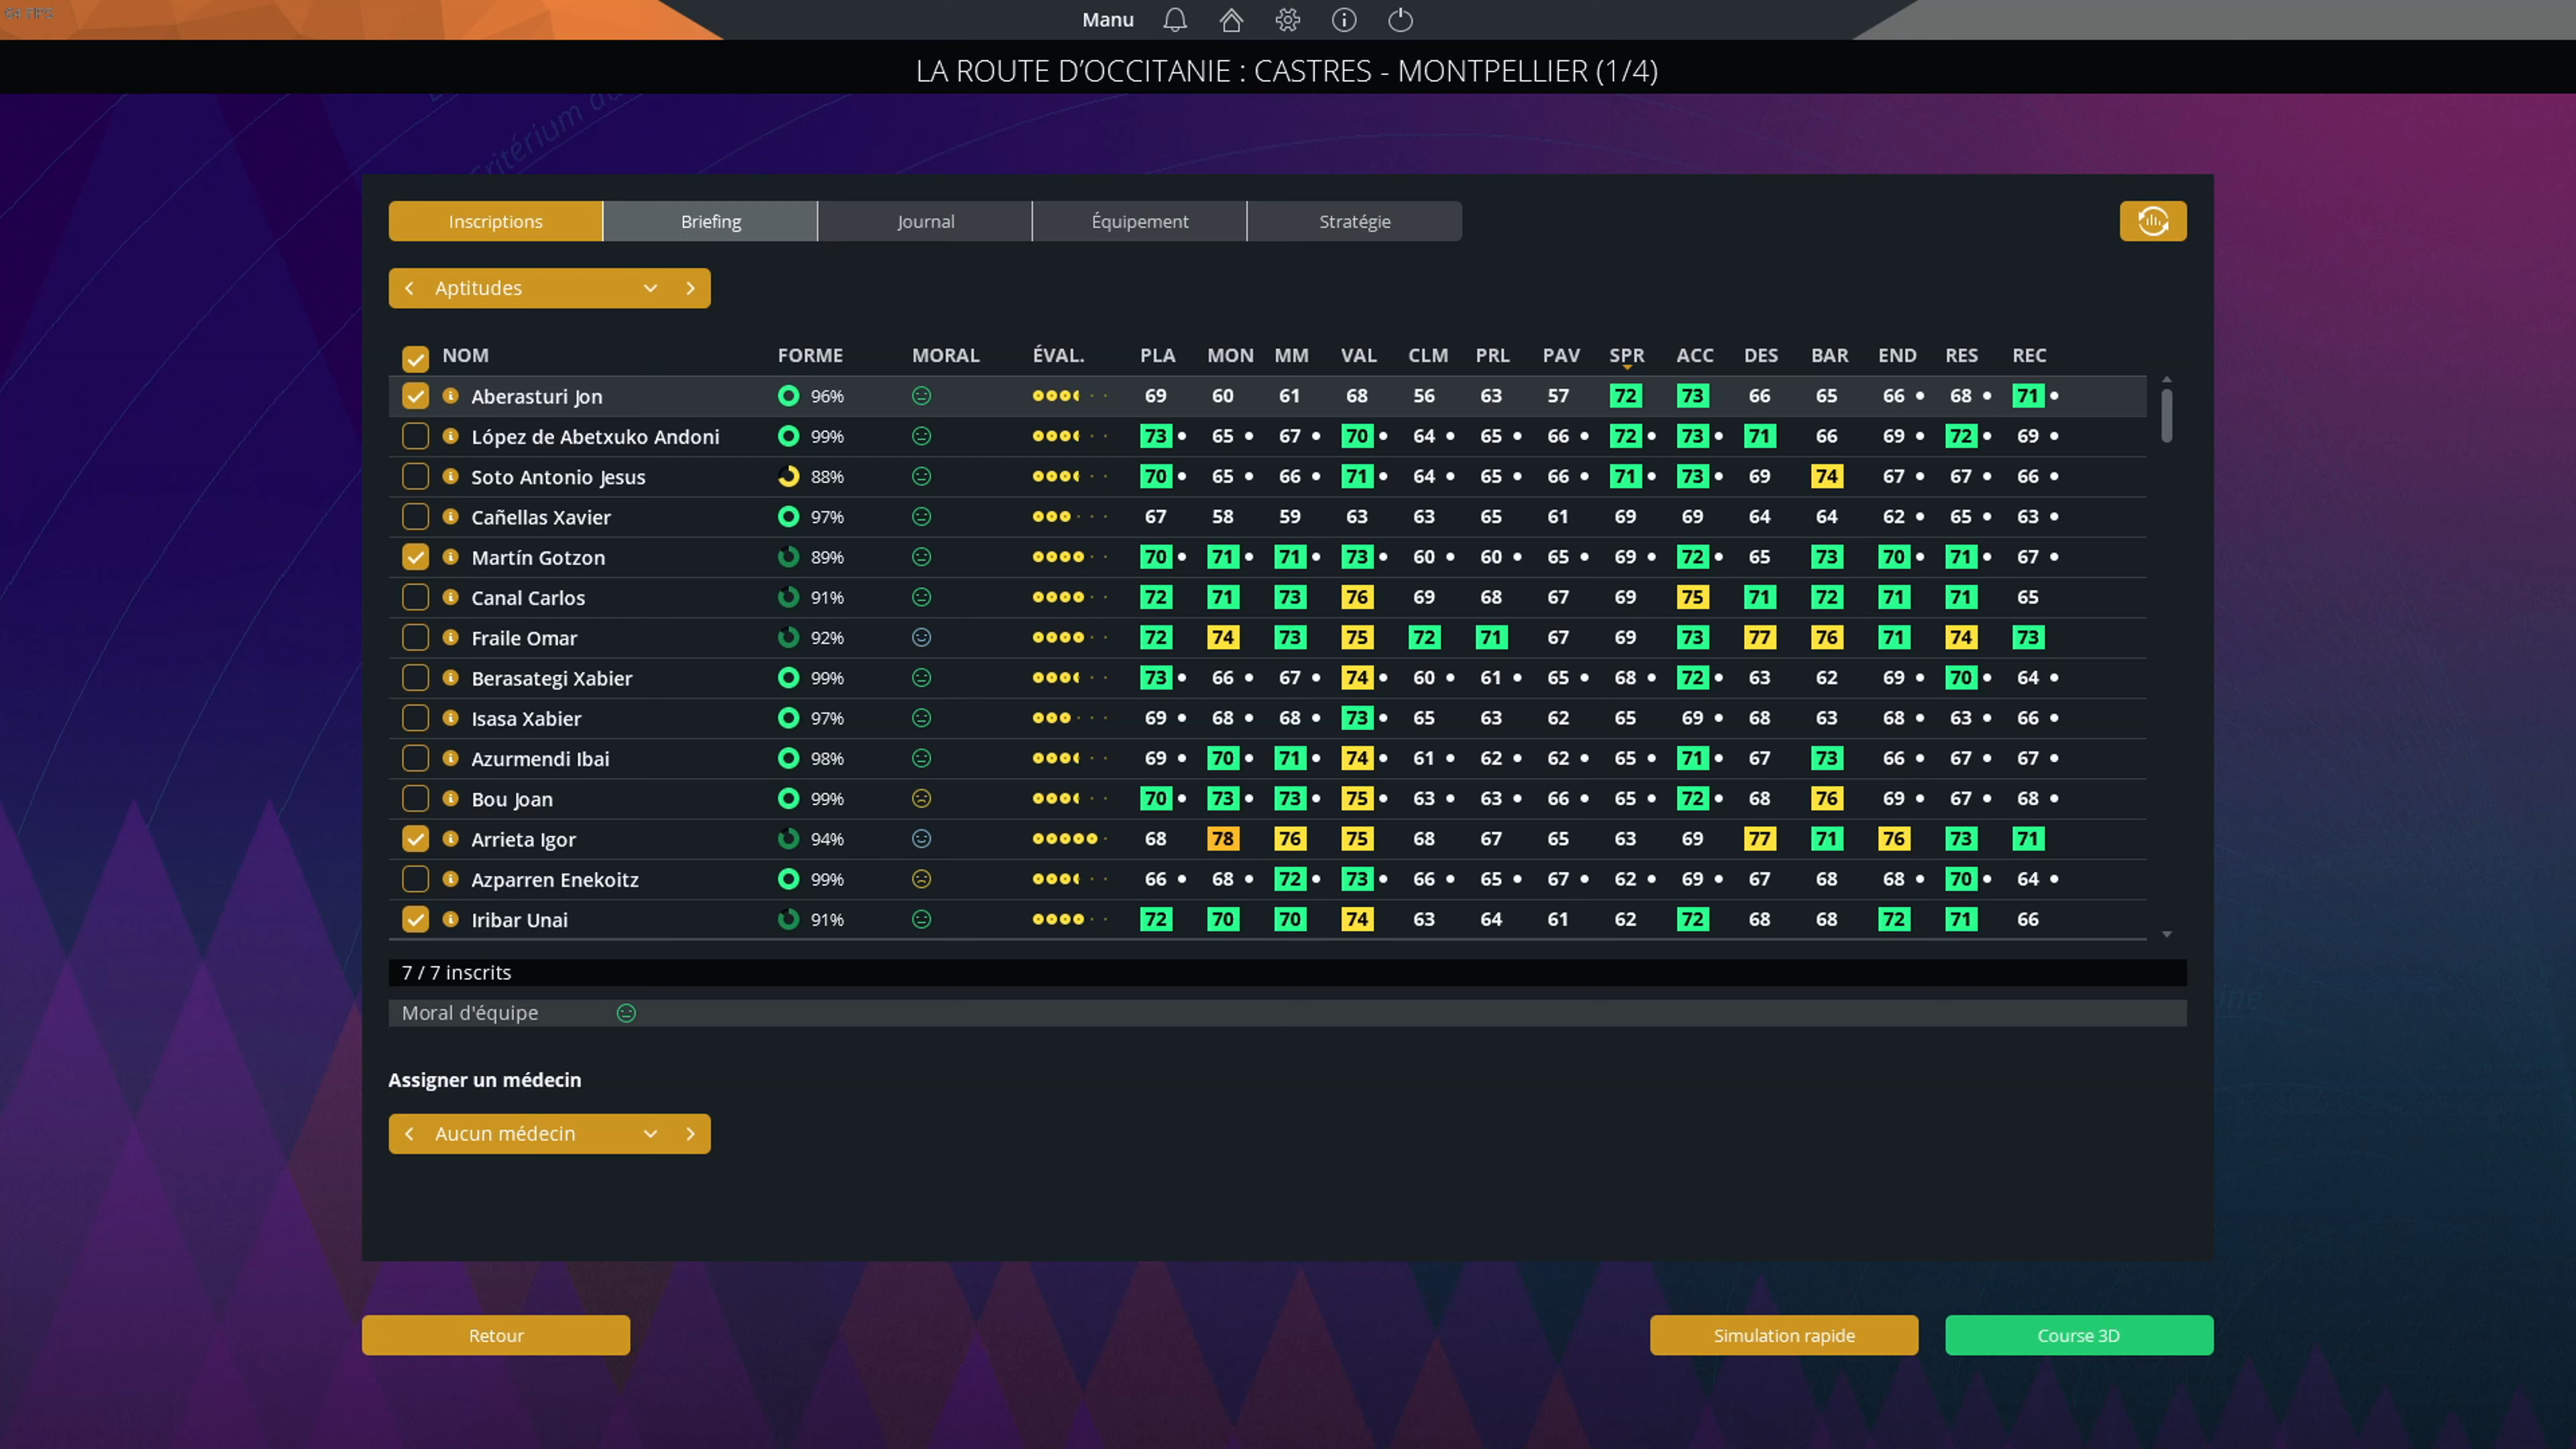 Manu
LA ROUTE D'OCCITANIE : CASTRES - MONTPELLIER (1/4)
Critérium du
Inscriptions Briefing Journal Équipement Stratégie
Aptitudes
NOM FORME MORAL ÉVAL. PLA MON MM VAL CLM PRL PAV SPR ACC DES BAR END RES REC
Aberasturi Jon 96% 69 60 61 68 56 63 57 72 73 66 65 66 68 71
López de Abetxuko Andoni 99% 73 65 67 70 64 65 66 72 73 71 66 69 72 69
Soto Antonio Jesus 88% 70 65 66 71 64 65 66 71 73 69 74 67 67 66
Cañellas Xavier 97% 67 58 59 63 63 65 61 69 69 64 64 62 65 63
Martín Gotzon 89% 70 71 71 73 60 60 65 69 72 65 73 70 71 67
Canal Carlos 91% 72 71 73 76 69 68 67 69 75 71 72 71 71 65
Fraile Omar 92% 72 74 73 75 72 71 67 69 73 77 76 71 74 73
Berasategi Xabier 99% 73 66 67 74 60 61 65 68 72 63 62 69 70 64
Isasa Xabier 97% 69 68 68 73 65 63 62 65 69 68 63 68 63 66
Azurmendi Ibai 98% 69 70 71 74 61 62 62 65 71 67 73 66 67 67
Bou Joan 99% 70 73 73 75 63 63 66 65 72 68 76 69 67 68
Arrieta Igor 94% 68 78 76 75 68 67 65 63 69 77 71 76 73 71
Azparren Enekoitz 99% 66 68 72 73 66 65 67 62 69 67 68 68 70 64
Iribar Unai 91% 72 70 70 74 63 64 61 62 72 68 68 72 71 66
7 / 7 inscrits
Moral d'équipe
Assigner un médecin
Aucun médecin
Retour Simulation rapide Course 3D